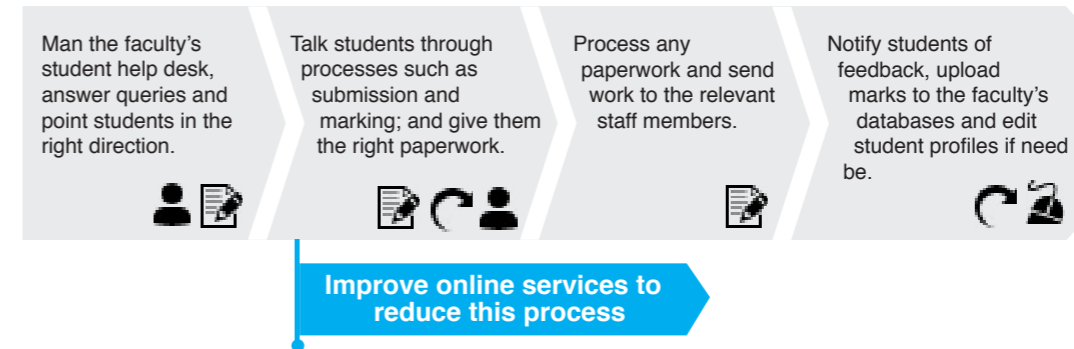 Man the faculty's
student help desk,
answer queries and
point students in the
right direction.
Talk students through
processes such as
submission and
marking; and give them
the right paperwork.
Process any
paperwork and send
work to the relevant
staff members.
Notify students of
feedback, upload
marks to the faculty's
databases and edit
student profiles if need
be.
Improve online services to
reduce this process